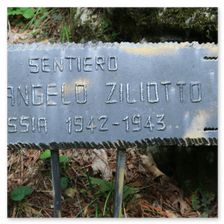 SENTIERO
ANGELO ZILIOTTO
SSIA 1942-1943